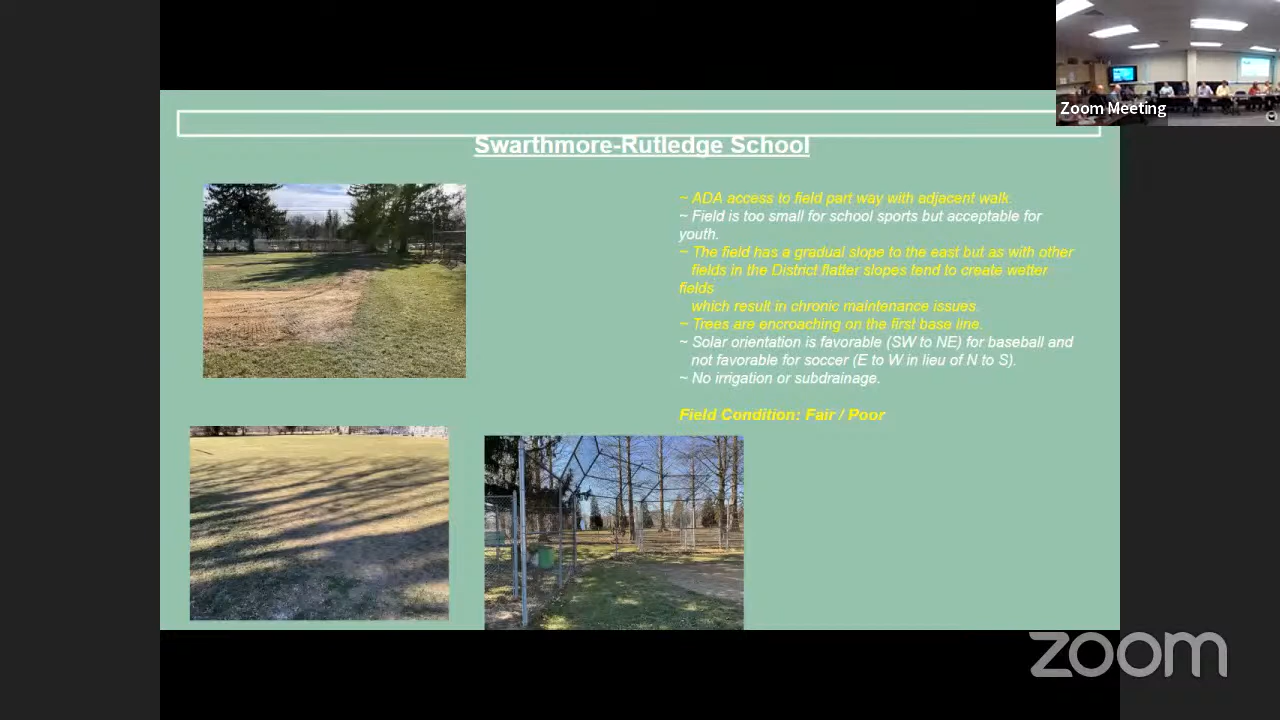 Zoom Meeting
Swarthmore-Rutledge School
~ ADA access to field part way with adjacent walk.
~ Field is too small for school sports but acceptable for
youth.
~ The field has a gradual slope to the east but as with other
fields in the District flatter slopes tend to create wetter
fields
which result in chronic maintenance issues.
~ Trees are encroaching on the first base line.
~ Solar orientation is favorable (SW to NE) for baseball and
not favorable for soccer (E to W in lieu of N to S).
~ No irrigation or subdrainage.
Field Condition: Fair / Poor
zoom